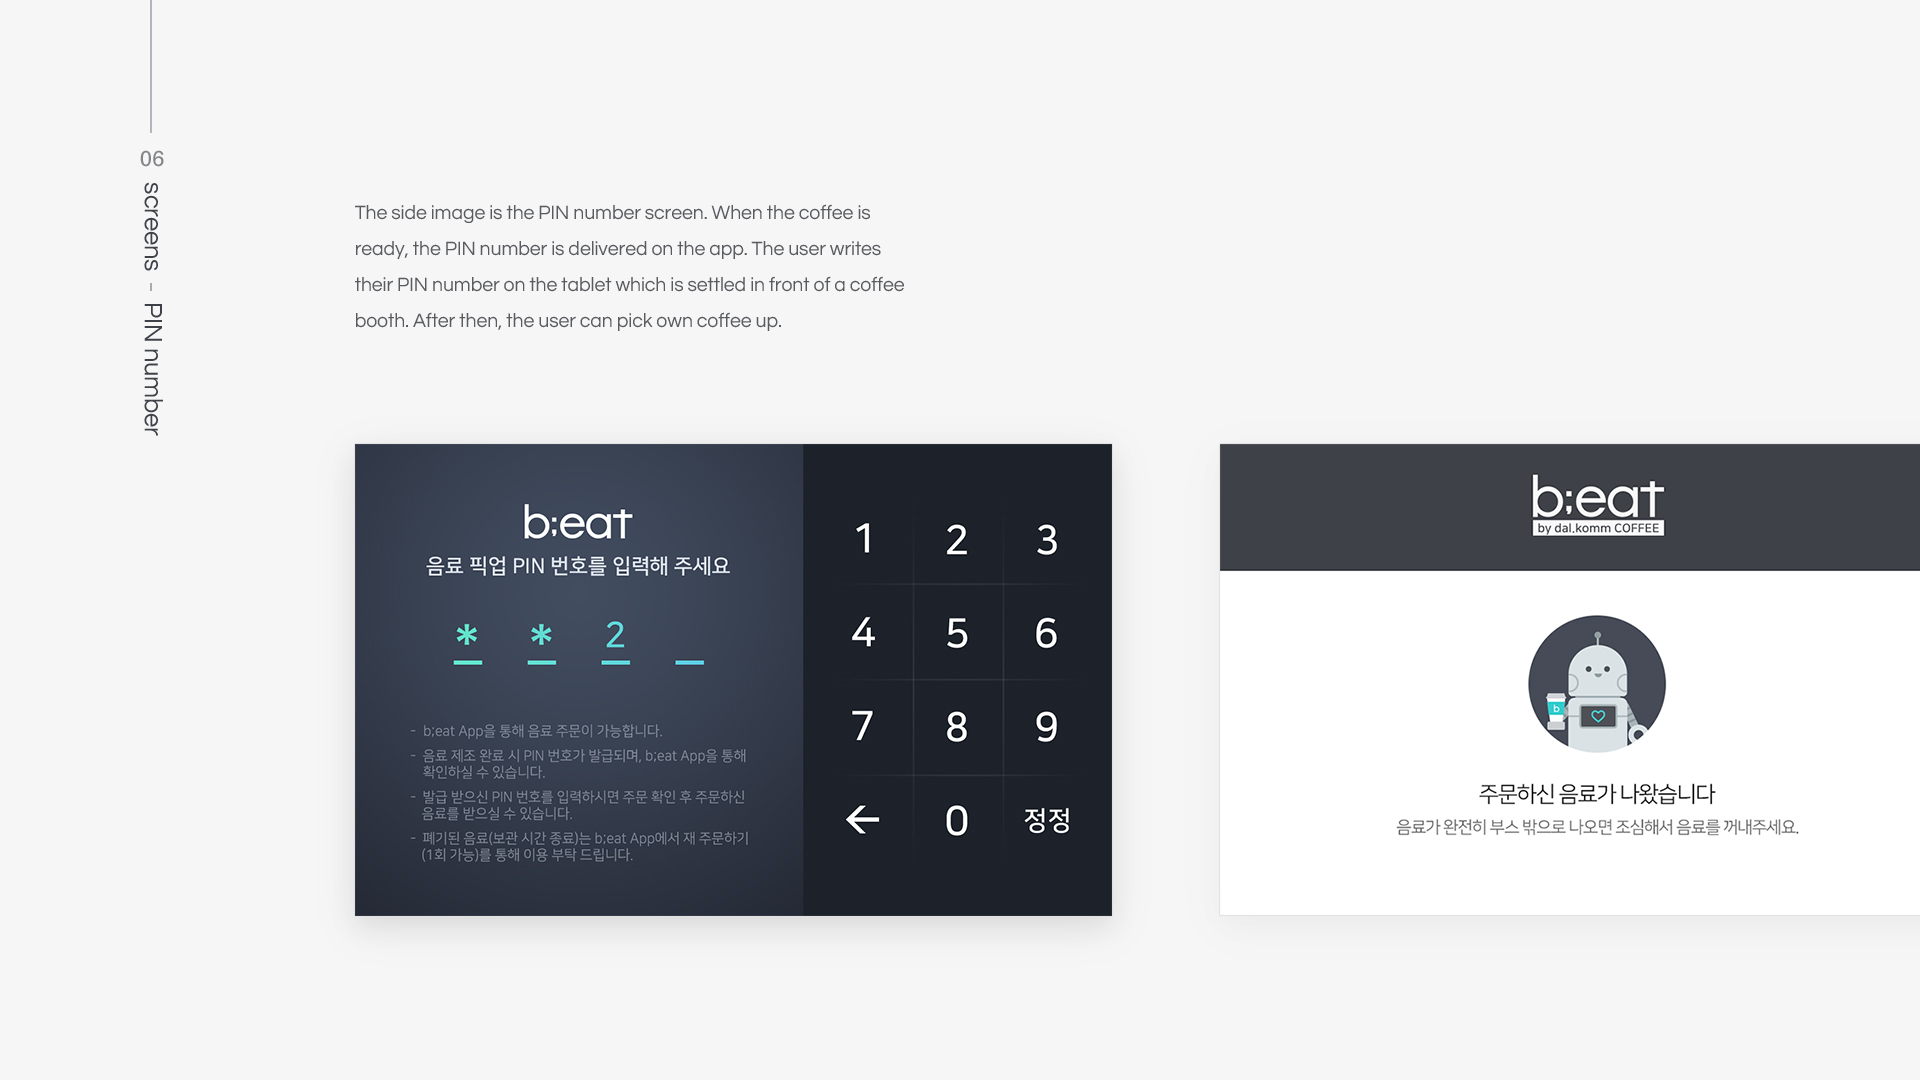 06 screens - PIN number
The side image is the PIN number screen. When the coffee is
ready, the PIN number is delivered on the app. The user writes
their PIN number on the tablet which is settled in front of a coffee
booth. After then, the user can pick own coffee up.
b;eat
음료 픽업 PIN 번호를 입력해 주세요
* * 2 _
- b;eat App을 통해 음료 주문이 가능합니다.
- 음료 제조 완료 시 PIN 번호가 발급되며, b;eat App을 통해
확인하실 수 있습니다.
- 발급 받으신 PIN 번호를 입력하시면 주문 확인 후 주문하신
음료를 받으실 수 있습니다.
- 폐기된 음료(보관 시간 종료)는 b;eat App에서 재 주문하기
(1회 가능)를 통해 이용 부탁 드립니다.
1 2 3
4 5 6
7 8 9
← 0 정정
b;eat
by dal.komm COFFEE
b
주문하신 음료가 나왔습니다
음료가 완전히 부스 밖으로 나오면 조심해서 음료를 꺼내주세요.